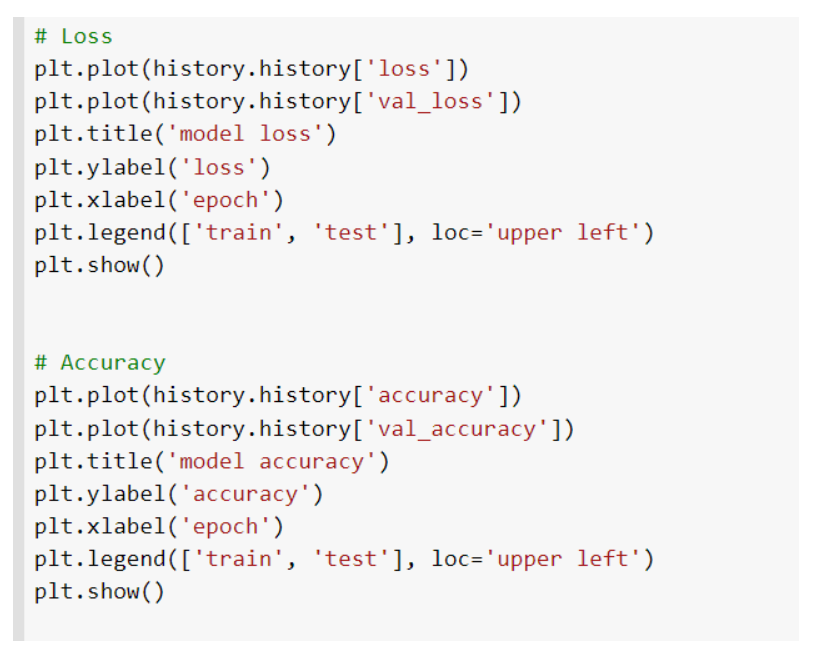 # Loss
plt.plot(history.history['loss'])
plt.plot(history.history['val_loss'])
plt.title('model loss')
plt.ylabel('loss')
plt.xlabel('epoch')
plt.legend(['train', 'test'], loc='upper left')
plt.show()
# Accuracy
plt.plot(history.history['accuracy'])
plt.plot(history.history['val_accuracy'])
plt.title('model accuracy')
plt.ylabel('accuracy')
plt.xlabel('epoch')
plt.legend(['train', 'test'], loc='upper left')
plt.show()